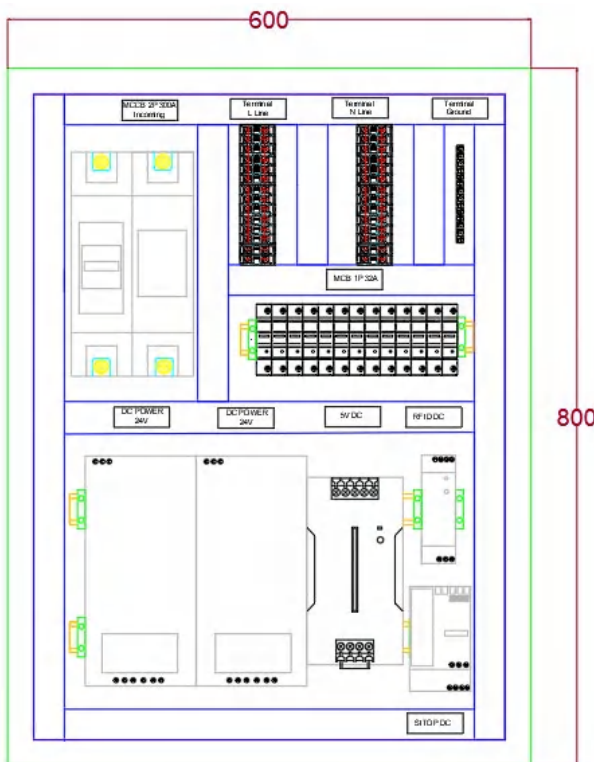 600
MCCB 2P 300A
Incoming
Terminal
L Line
Terminal
N Line
Terminal
Ground
800
MCB 1P 32A
DC POWER
24V
DC POWER
24V
5V DC
RFID DC
SITOP DC